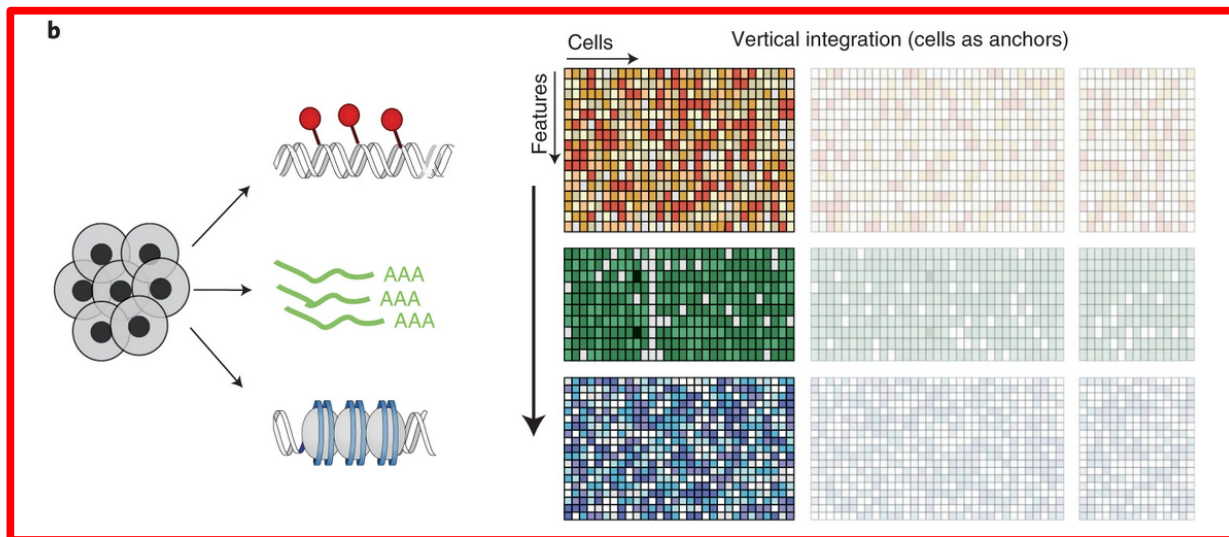 b
Cells
Vertical integration (cells as anchors)
Features
AAA
AAA
AAA